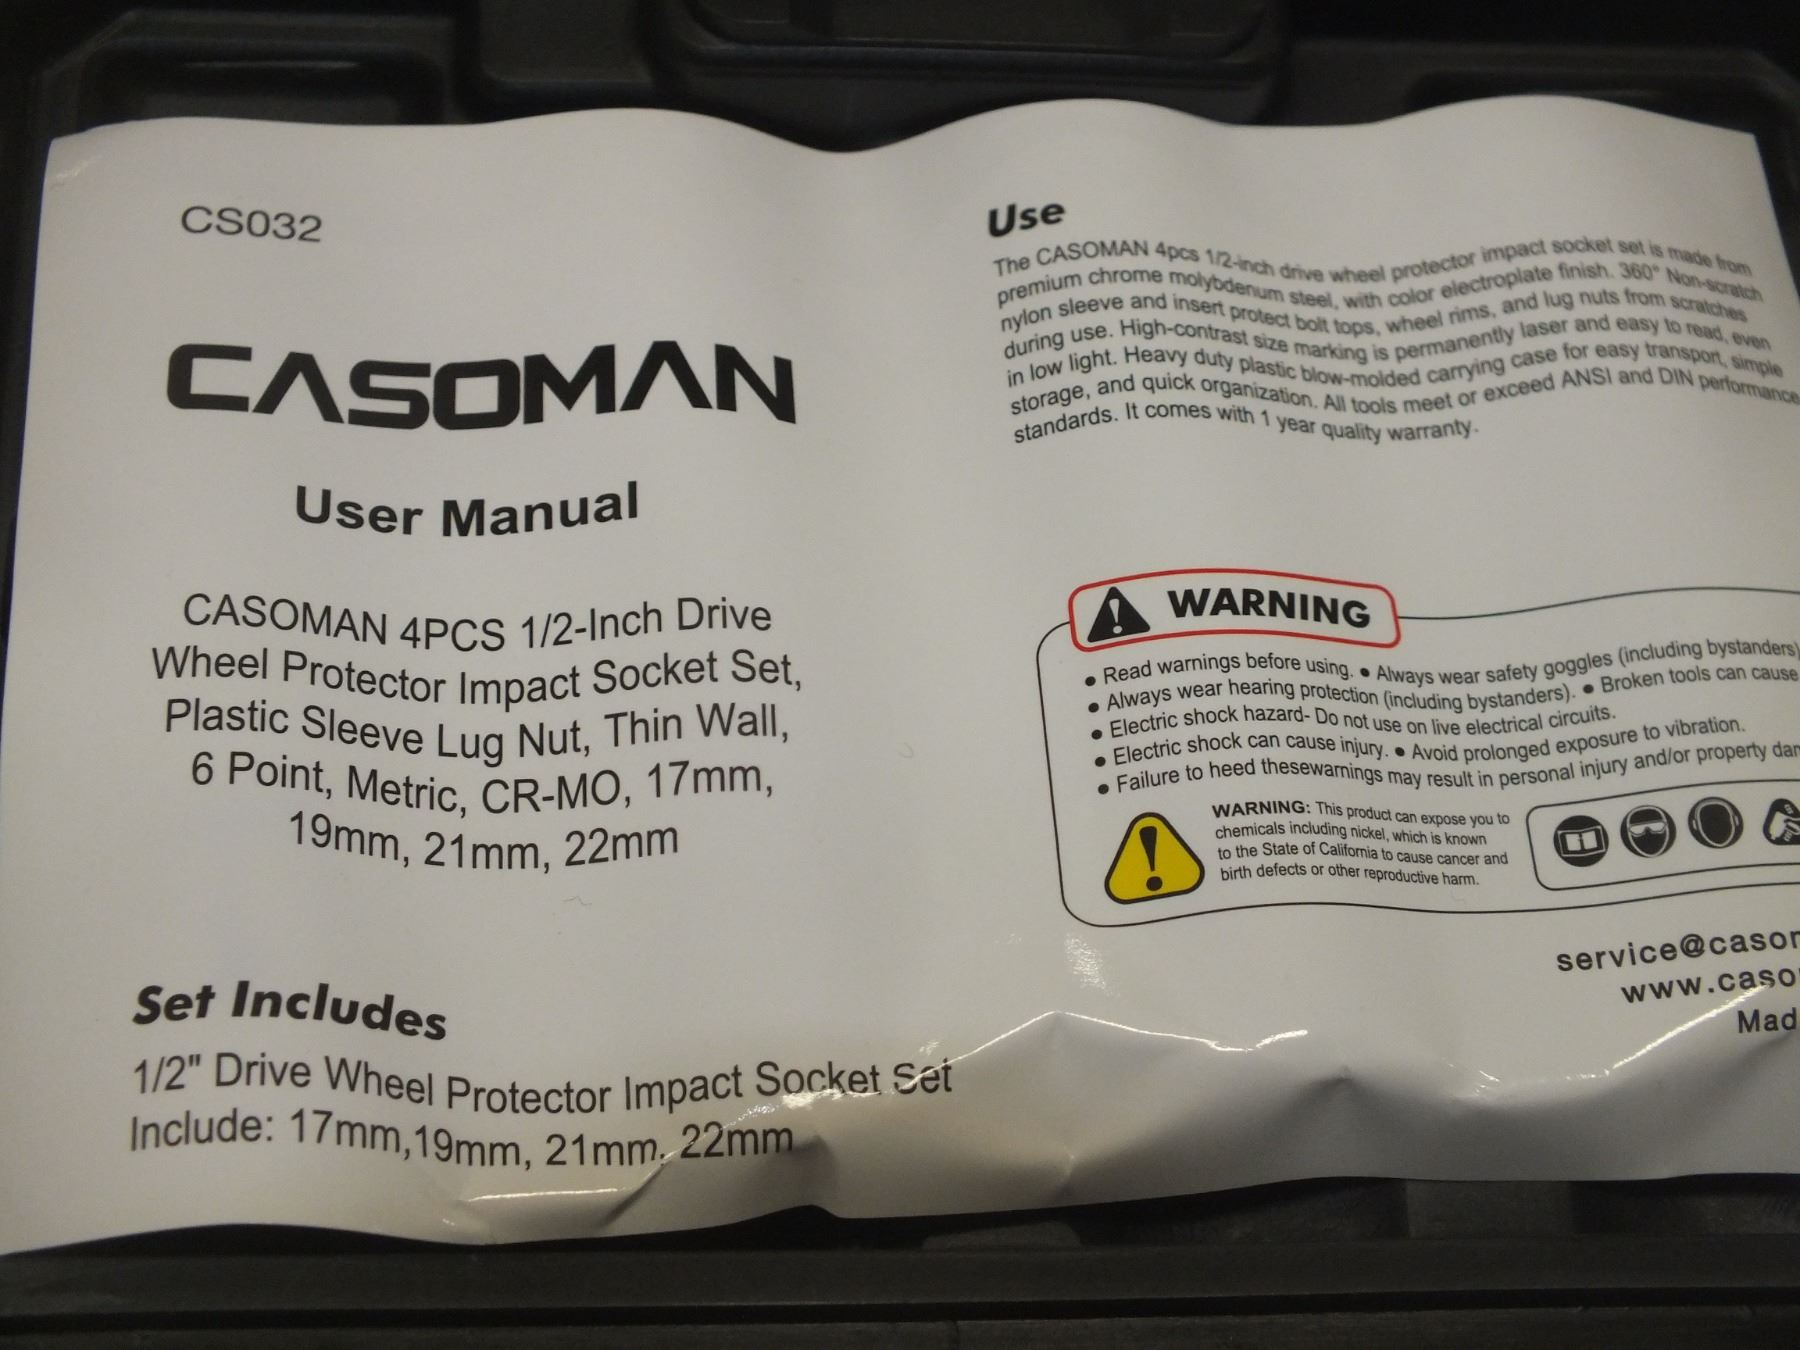 CS032
CASOMAN
User Manual
CASOMAN 4PCS 1/2-Inch Drive
Wheel Protector Impact Socket Set,
Plastic Sleeve Lug Nut, Thin Wall,
6 Point, Metric, CR-MO, 17mm,
19mm, 21mm, 22mm
Set Includes
1/2" Drive Wheel Protector Impact Socket Set
Include: 17mm,19mm, 21mm, 22mm
Use
The CASOMAN 4pcs 1/2-inch drive wheel protector impact socket set is made from
premium chrome molybdenum steel, with color electroplate finish. 360° Non-scratch
nylon sleeve and insert protect bolt tops, wheel rims, and lug nuts from scratches
during use. High-contrast size marking is permanently laser and easy to read, even
in low light. Heavy duty plastic blow-molded carrying case for easy transport, simple
storage, and quick organization. All tools meet or exceed ANSI and DIN performance
standards. It comes with 1 year quality warranty.
WARNING
• Read warnings before using. • Always wear safety goggles (including bystanders)
• Always wear hearing protection (including bystanders). • Broken tools can cause
• Electric shock hazard- Do not use on live electrical circuits.
• Electric shock can cause injury. • Avoid prolonged exposure to vibration.
• Failure to heed thesewarnings may result in personal injury and/or property dam
WARNING: This product can expose you to
chemicals including nickel, which is known
to the State of California to cause cancer and
birth defects or other reproductive harm.
service@casom
www.caso
Mad